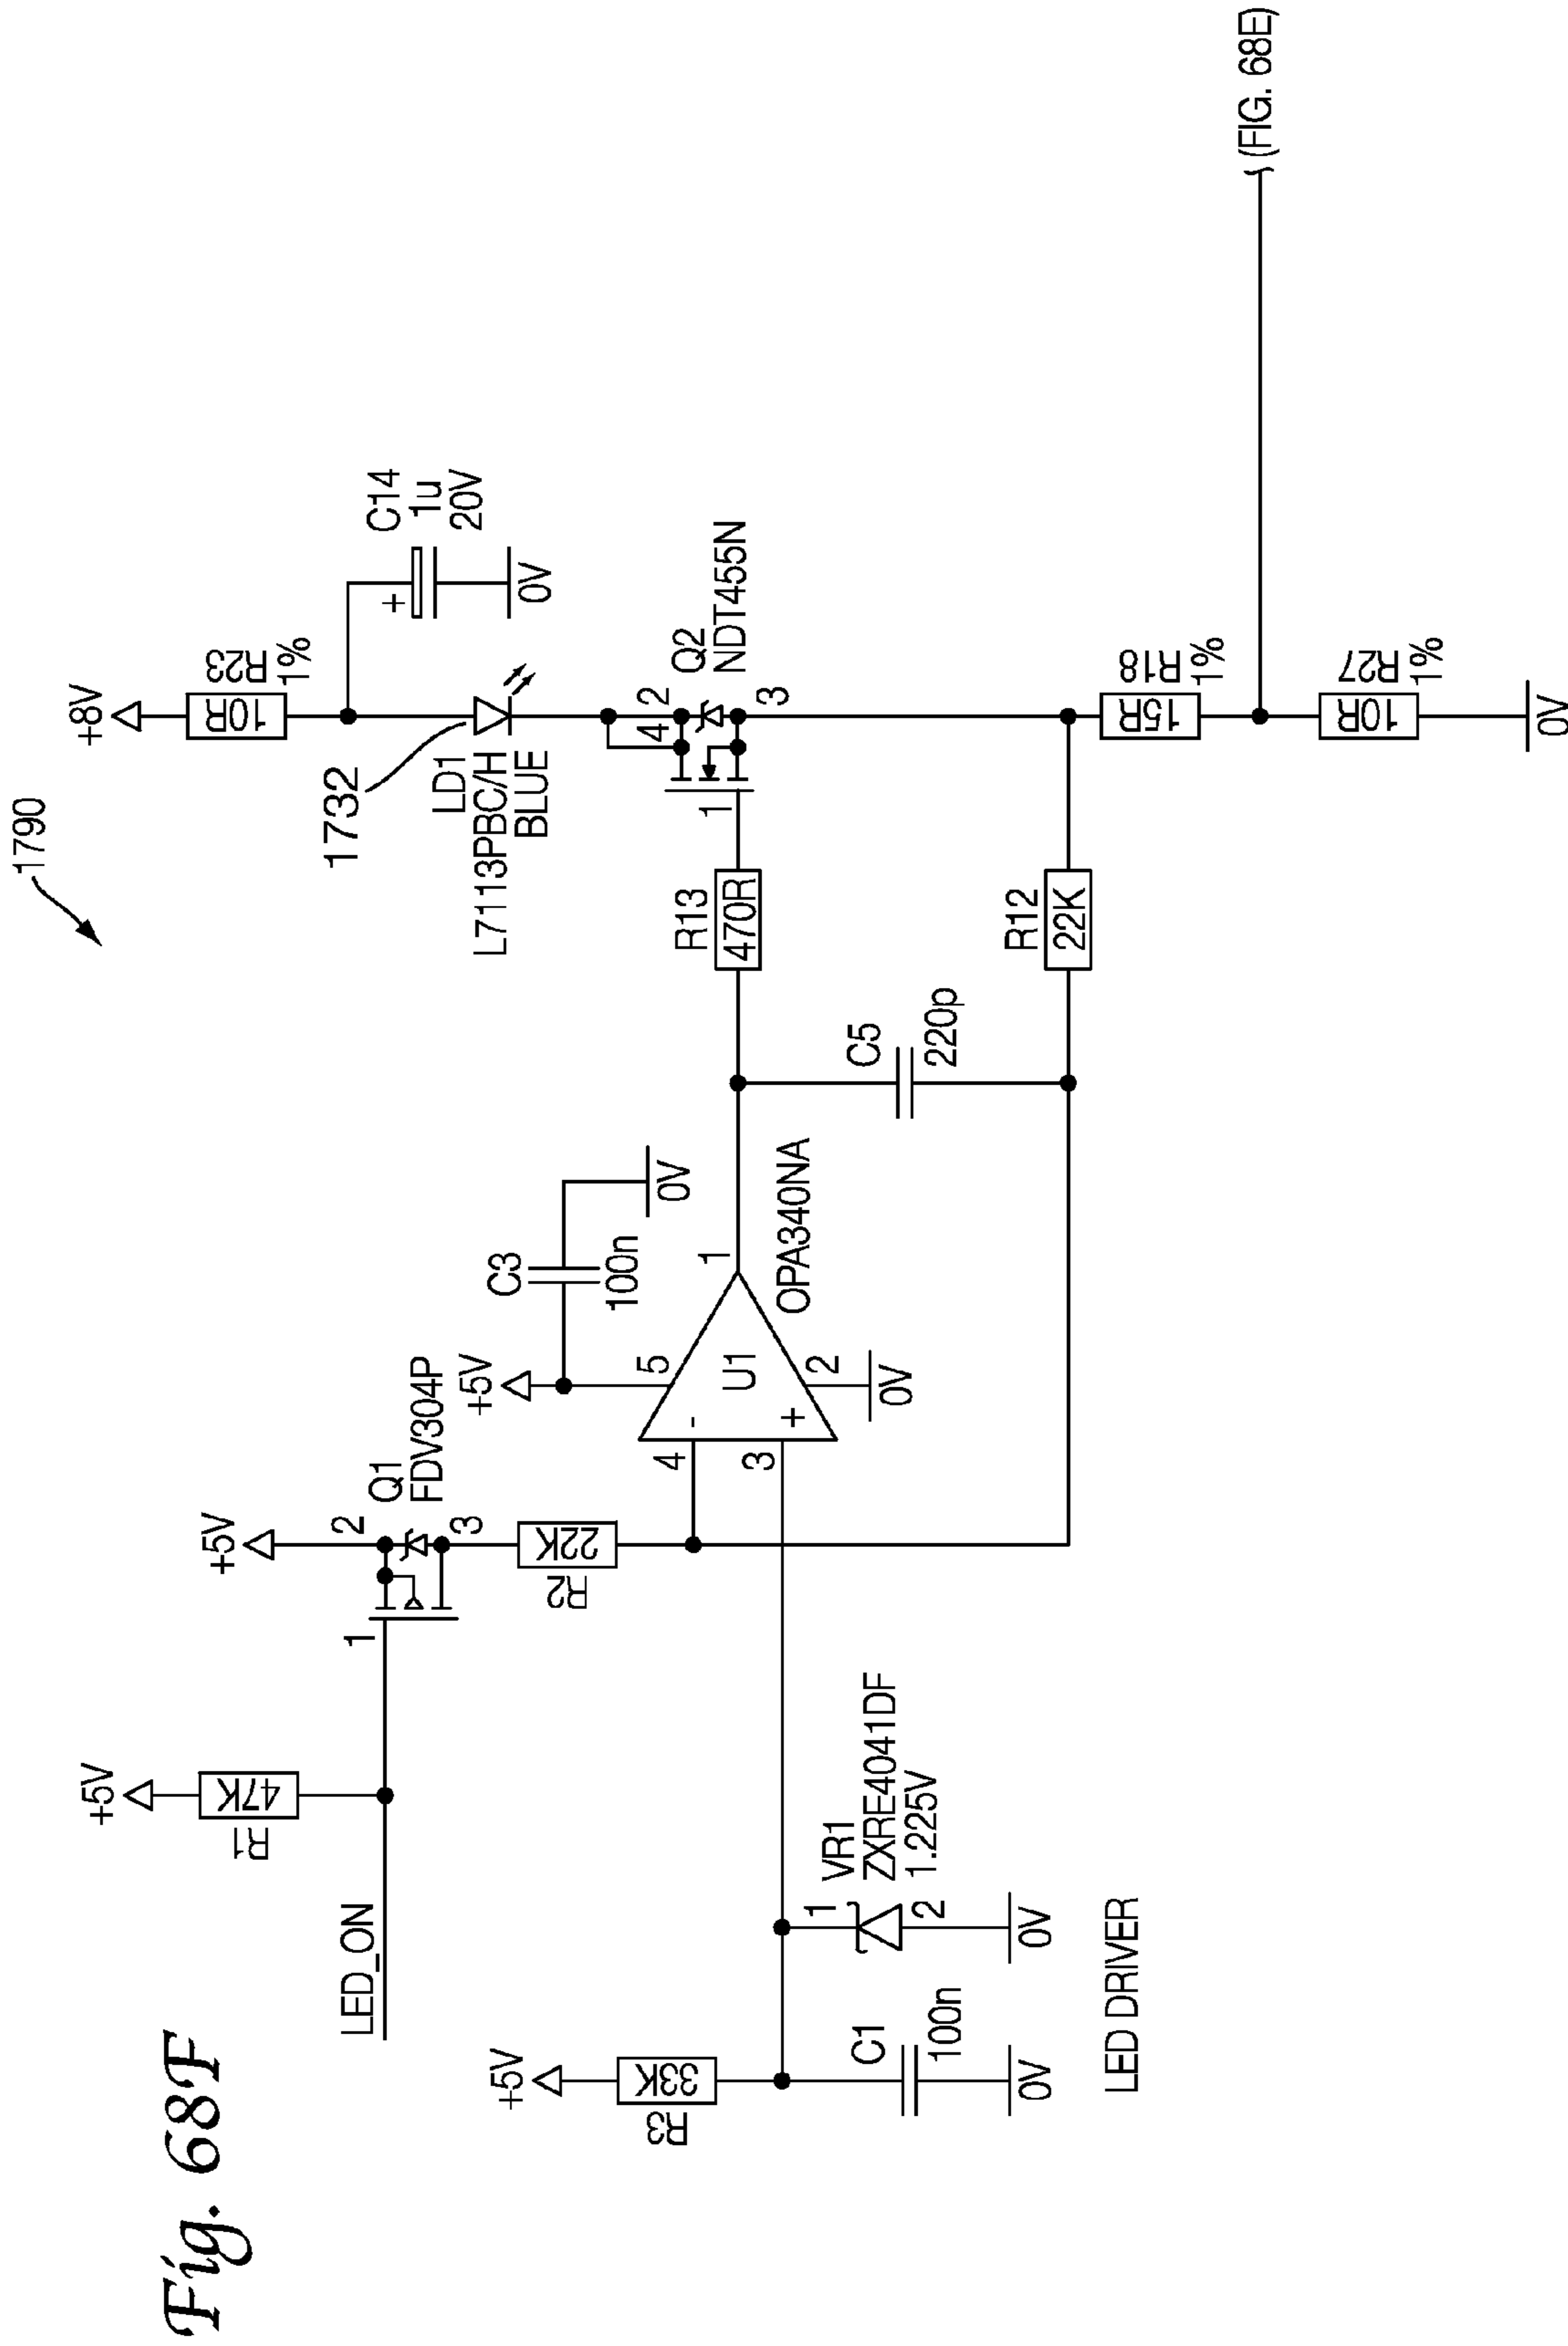 Fig. 68F
1790
LED_ON
+5V
R1
47K
+5V
Q1
FDV304P
1
2
3
R2
22K
+5V
C3
100n
0V
+5V
R3
33K
C1
100n
0V
VR1
ZXRE4041DF
1.225V
1
2
0V
4
3
5
2
1
-
+
U1
OPA340NA
0V
C5
220p
R13
470R
R12
22K
+8V
R23
10R
1%
C14
1u
20V
+
0V
1732
LD1
L7113PBC/H
BLUE
Q2
NDT455N
1
2
4
3
R18
15R
1%
R27
10R
1%
0V
(FIG. 68E)
LED DRIVER